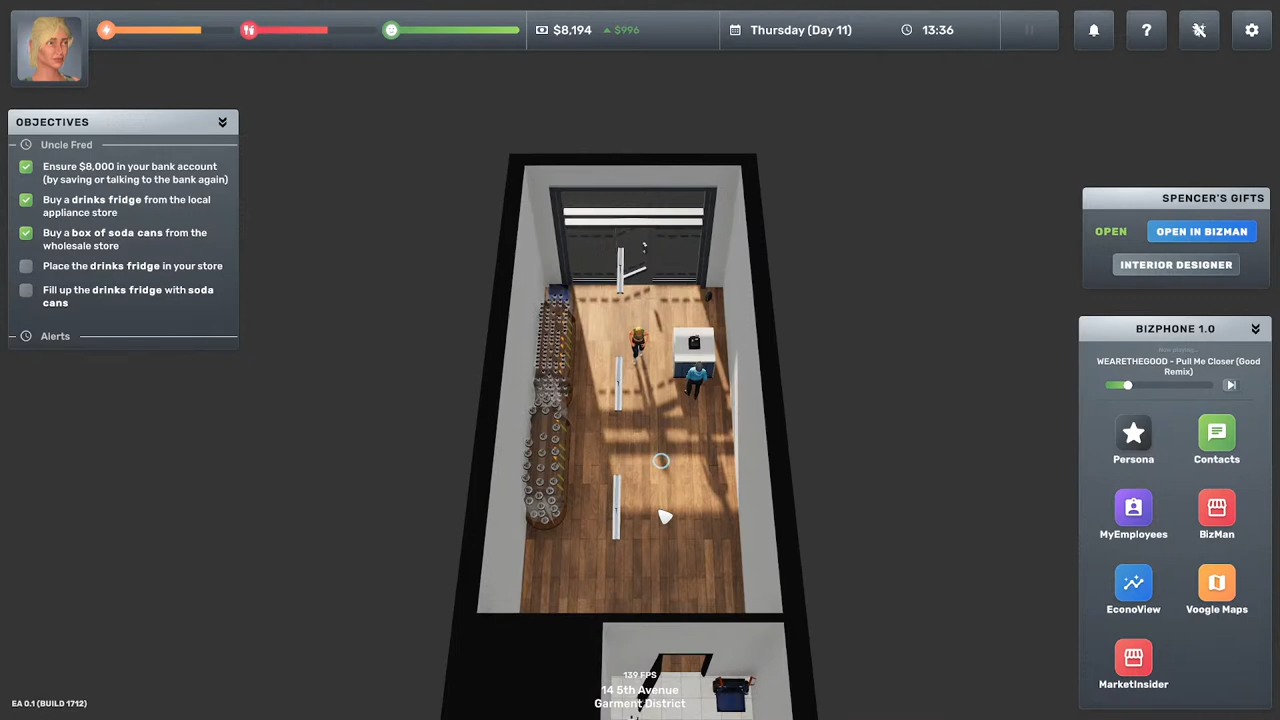 $8,194
$996
Thursday (Day 11)
13:36
?
OBJECTIVES
Uncle Fred
Ensure $8,000 in your bank account
(by saving or talking to the bank again)
Buy a drinks fridge from the local
appliance store
Buy a box of soda cans from the
wholesale store
Place the drinks fridge in your store
Fill up the drinks fridge with soda
cans
Alerts
SPENCER'S GIFTS
OPEN
OPEN IN BIZMAN
INTERIOR DESIGNER
BIZPHONE 1.0
Now playing...
WEARETHEGOOD - Pull Me Closer (Good
Remix)
Persona
Contacts
MyEmployees
BizMan
EconoView
Voogle Maps
MarketInsider
139 FPS
14 5th Avenue
Garment District
EA 0.1 (BUILD 1712)